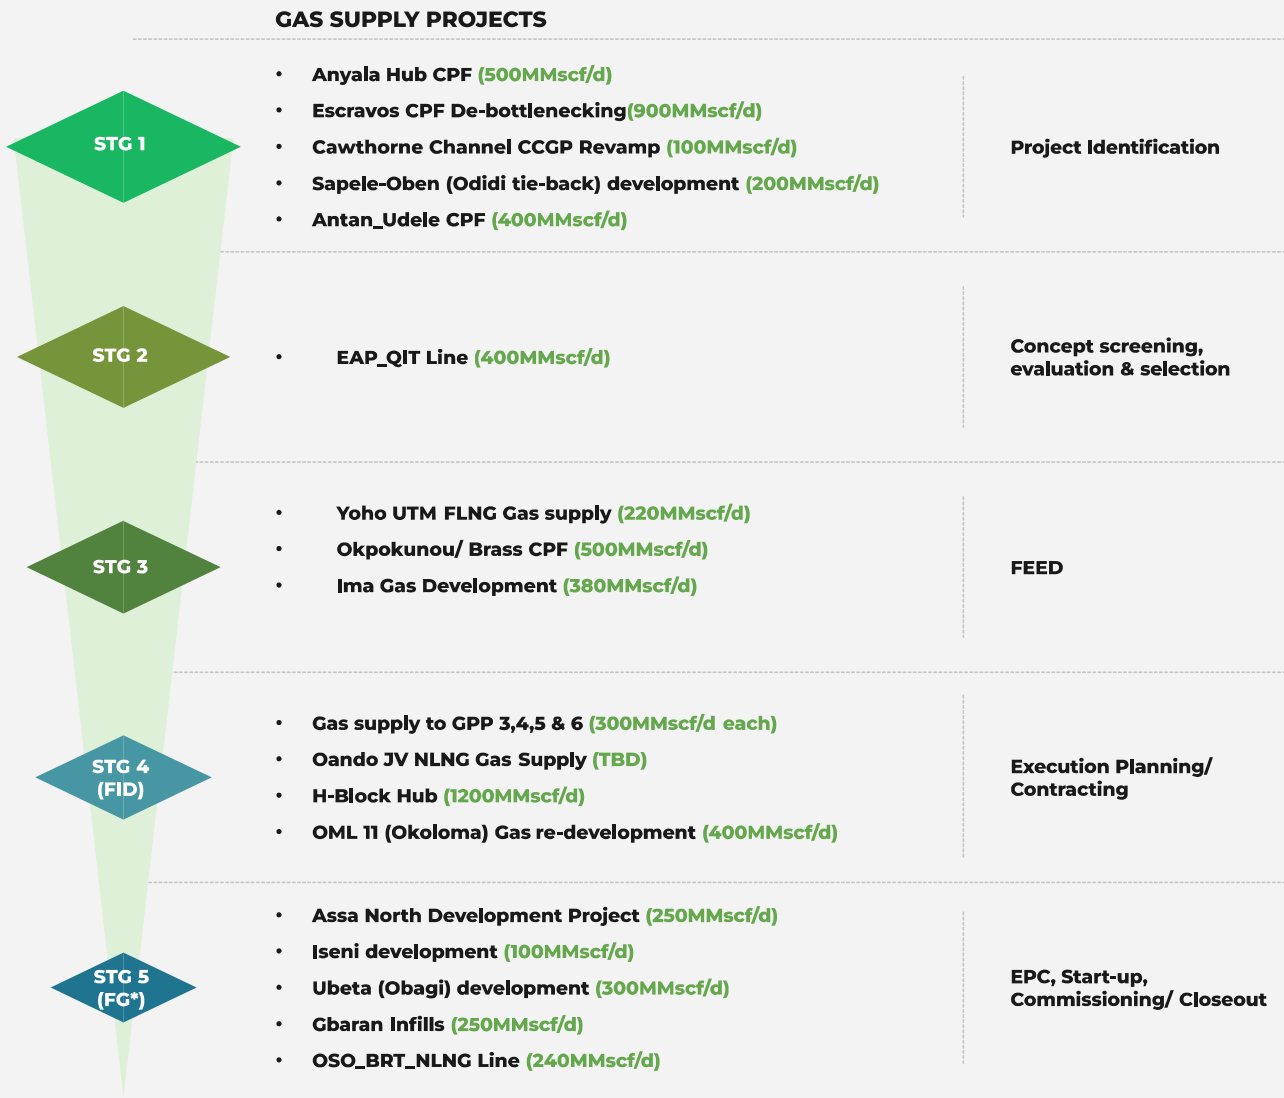 GAS SUPPLY PROJECTS
STG 1
• Anyala Hub CPF (500MMscf/d)
• Escravos CPF De-bottlenecking(900MMscf/d)
• Cawthorne Channel CCGP Revamp (100MMscf/d)
• Sapele-Oben (Odidi tie-back) development (200MMscf/d)
• Antan_Udele CPF (400MMscf/d)
Project Identification
STG 2
• EAP_QIT Line (400MMscf/d)
Concept screening,
evaluation & selection
STG 3
• Yoho UTM FLNG Gas supply (220MMscf/d)
• Okpokunou/ Brass CPF (500MMscf/d)
• Ima Gas Development (380MMscf/d)
FEED
STG 4
(FID)
• Gas supply to GPP 3,4,5 & 6 (300MMscf/d each)
• Oando JV NLNG Gas Supply (TBD)
• H-Block Hub (1200MMscf/d)
• OML 11 (Okoloma) Gas re-development (400MMscf/d)
Execution Planning/
Contracting
STG 5
(FG*)
• Assa North Development Project (250MMscf/d)
• Iseni development (100MMscf/d)
• Ubeta (Obagi) development (300MMscf/d)
• Gbaran Infills (250MMscf/d)
• OSO_BRT_NLNG Line (240MMscf/d)
EPC, Start-up,
Commissioning/ Closeout